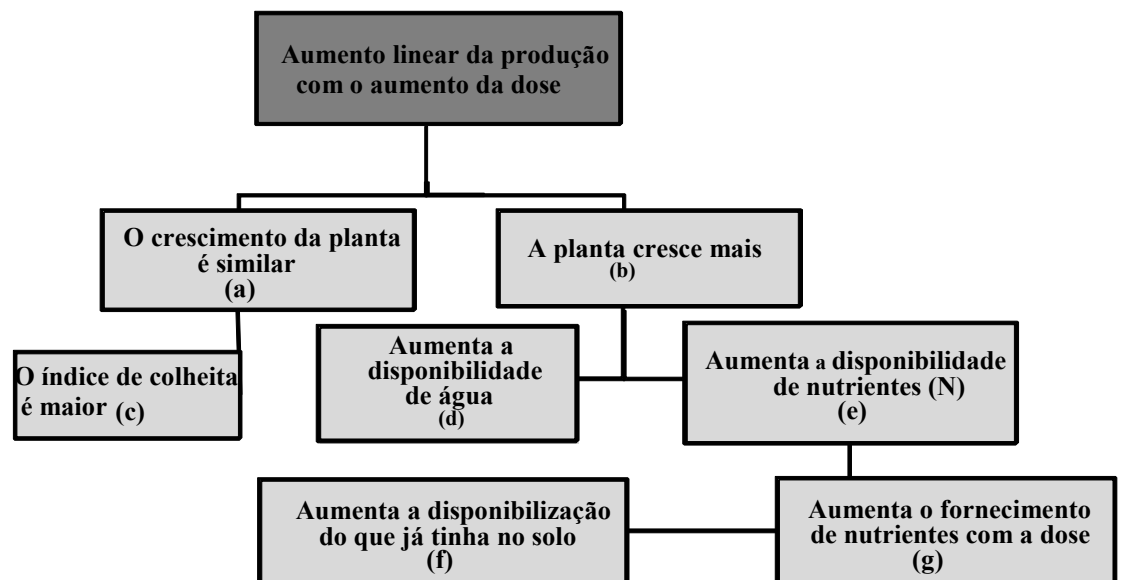 Aumento linear da produção
com o aumento da dose
O crescimento da planta
é similar
(a)
A planta cresce mais
(b)
O índice de colheita
é maior (c)
Aumenta a
disponibilidade
de água
(d)
Aumenta a disponibilidade
de nutrientes (N)
(e)
Aumenta a disponibilização
do que já tinha no solo
(f)
Aumenta o fornecimento
de nutrientes com a dose
(g)